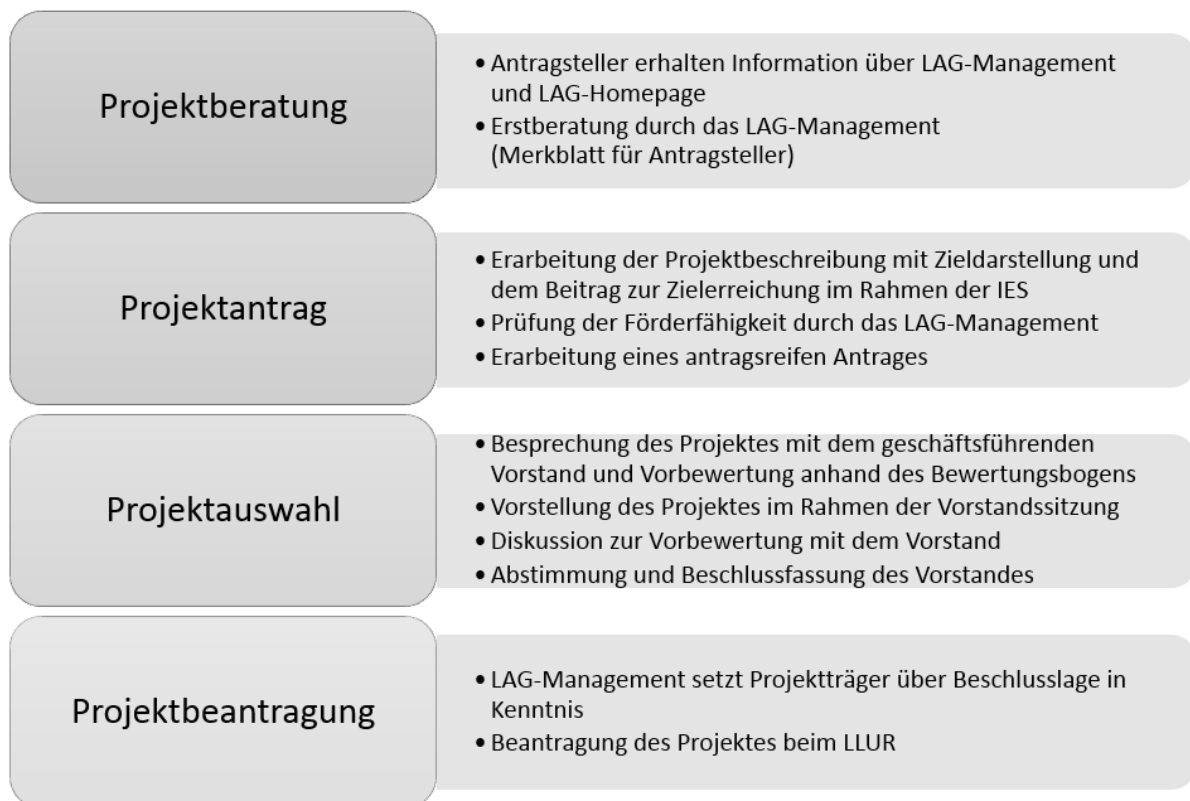 Projektberatung
• Antragsteller erhalten Information über LAG-Management
und LAG-Homepage
• Erstberatung durch das LAG-Management
(Merkblatt für Antragsteller)
Projektantrag
• Erarbeitung der Projektbeschreibung mit Zieldarstellung und
dem Beitrag zur Zielerreichung im Rahmen der IES
• Prüfung der Förderfähigkeit durch das LAG-Management
• Erarbeitung eines antragsreifen Antrages
Projektauswahl
• Besprechung des Projektes mit dem geschäftsführenden
Vorstand und Vorbewertung anhand des Bewertungsbogens
• Vorstellung des Projektes im Rahmen der Vorstandssitzung
• Diskussion zur Vorbewertung mit dem Vorstand
• Abstimmung und Beschlussfassung des Vorstandes
Projektbeantragung
• LAG-Management setzt Projektträger über Beschlusslage in
Kenntnis
• Beantragung des Projektes beim LLUR